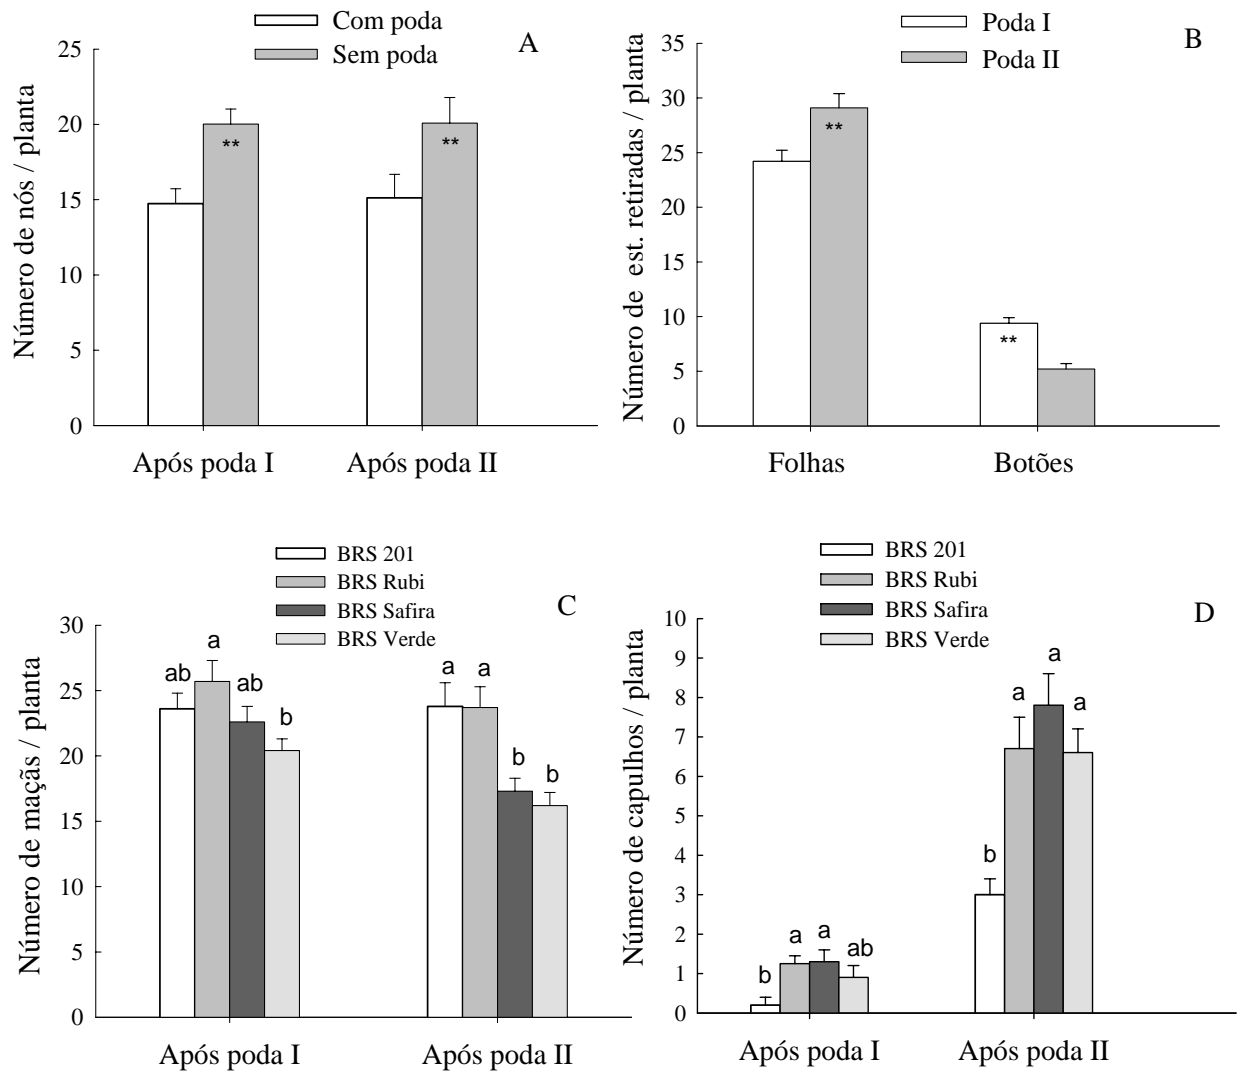 Com poda
Sem poda
A
Número de nós / planta
25
20
15
10
5
0
**
**
Após poda I
Após poda II
Poda I
Poda II
B
Número de est. retiradas / planta
35
30
25
20
15
10
5
0
**
**
Folhas
Botões
BRS 201
BRS Rubi
BRS Safira
BRS Verde
C
Número de maçãs / planta
30
25
20
15
10
5
0
ab
a
ab
b
a
a
b
b
Após poda I
Após poda II
BRS 201
BRS Rubi
BRS Safira
BRS Verde
D
Número de capulhos / planta
10
9
8
7
6
5
4
3
2
1
0
b
a
a
ab
b
a
a
a
Após poda I
Após poda II